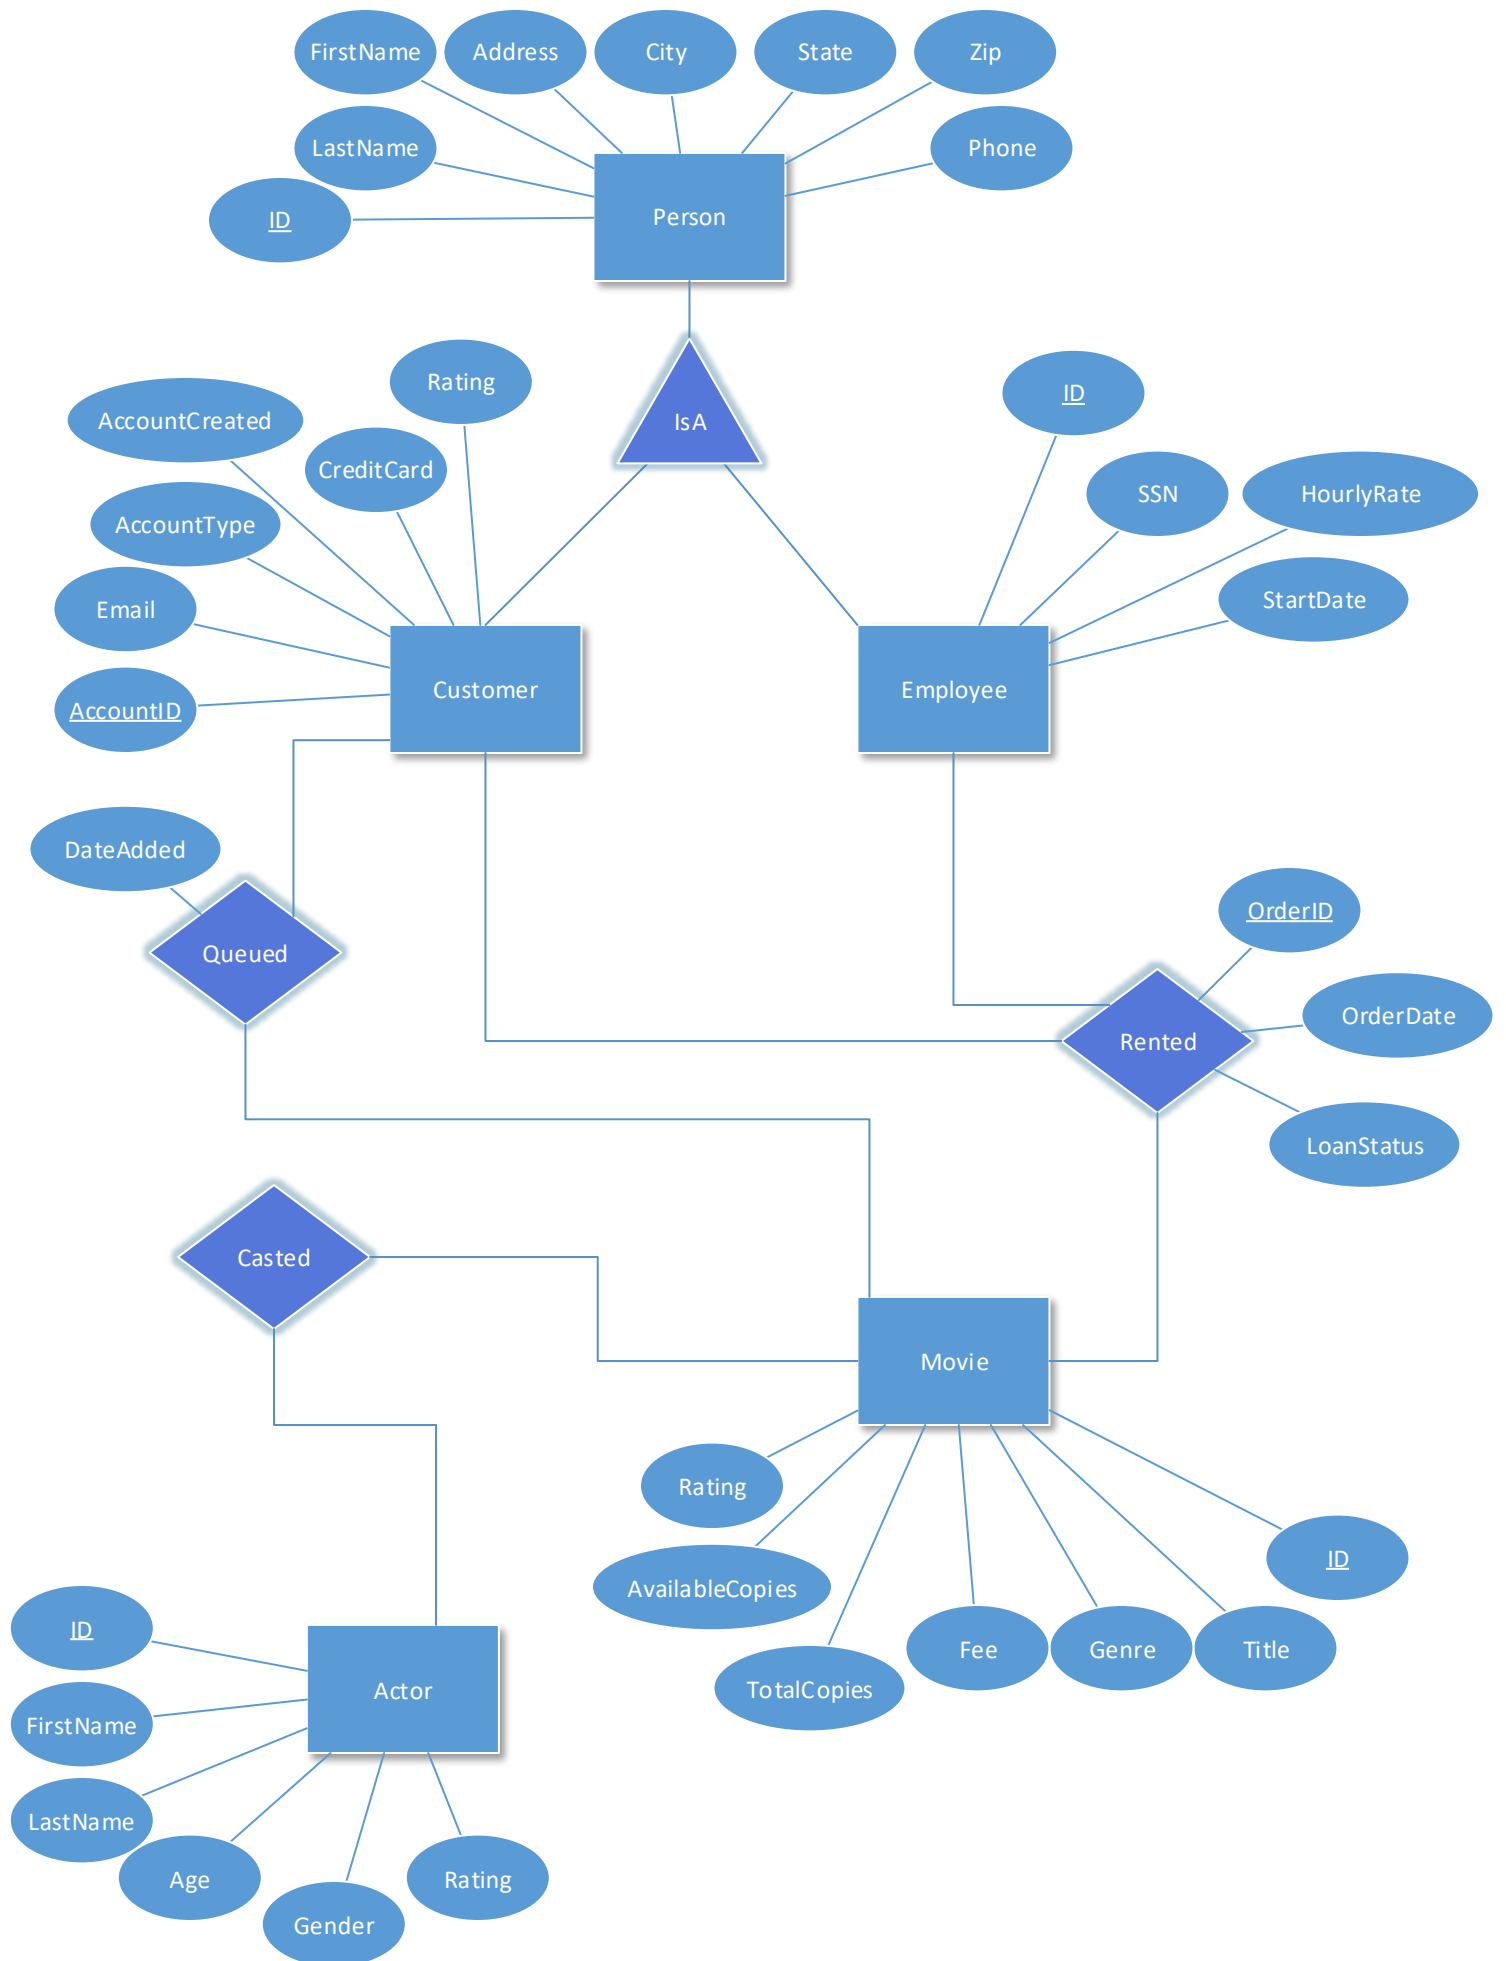 FirstName
Address
City
State
Zip
LastName
Phone
ID
Person
IsA
Rating
ID
AccountCreated
CreditCard
SSN
HourlyRate
AccountType
StartDate
Email
Customer
Employee
AccountID
DateAdded
Queued
OrderID
OrderDate
Rented
LoanStatus
Casted
Movie
Rating
AvailableCopies
ID
TotalCopies
Fee
Genre
Title
ID
Actor
FirstName
LastName
Age
Rating
Gender